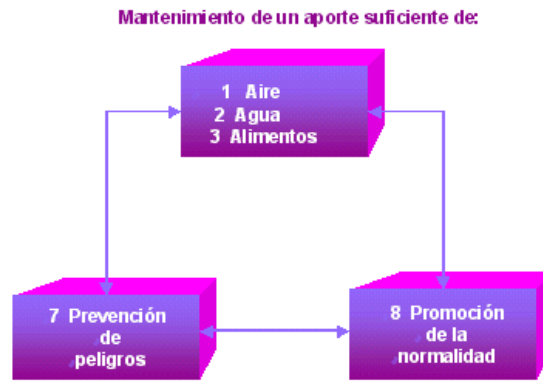 Mantenimiento de un aporte suficiente de:
1 Aire
2 Agua
3 Alimentos
7 Prevención
de
peligros
8 Promoción
de la
normalidad